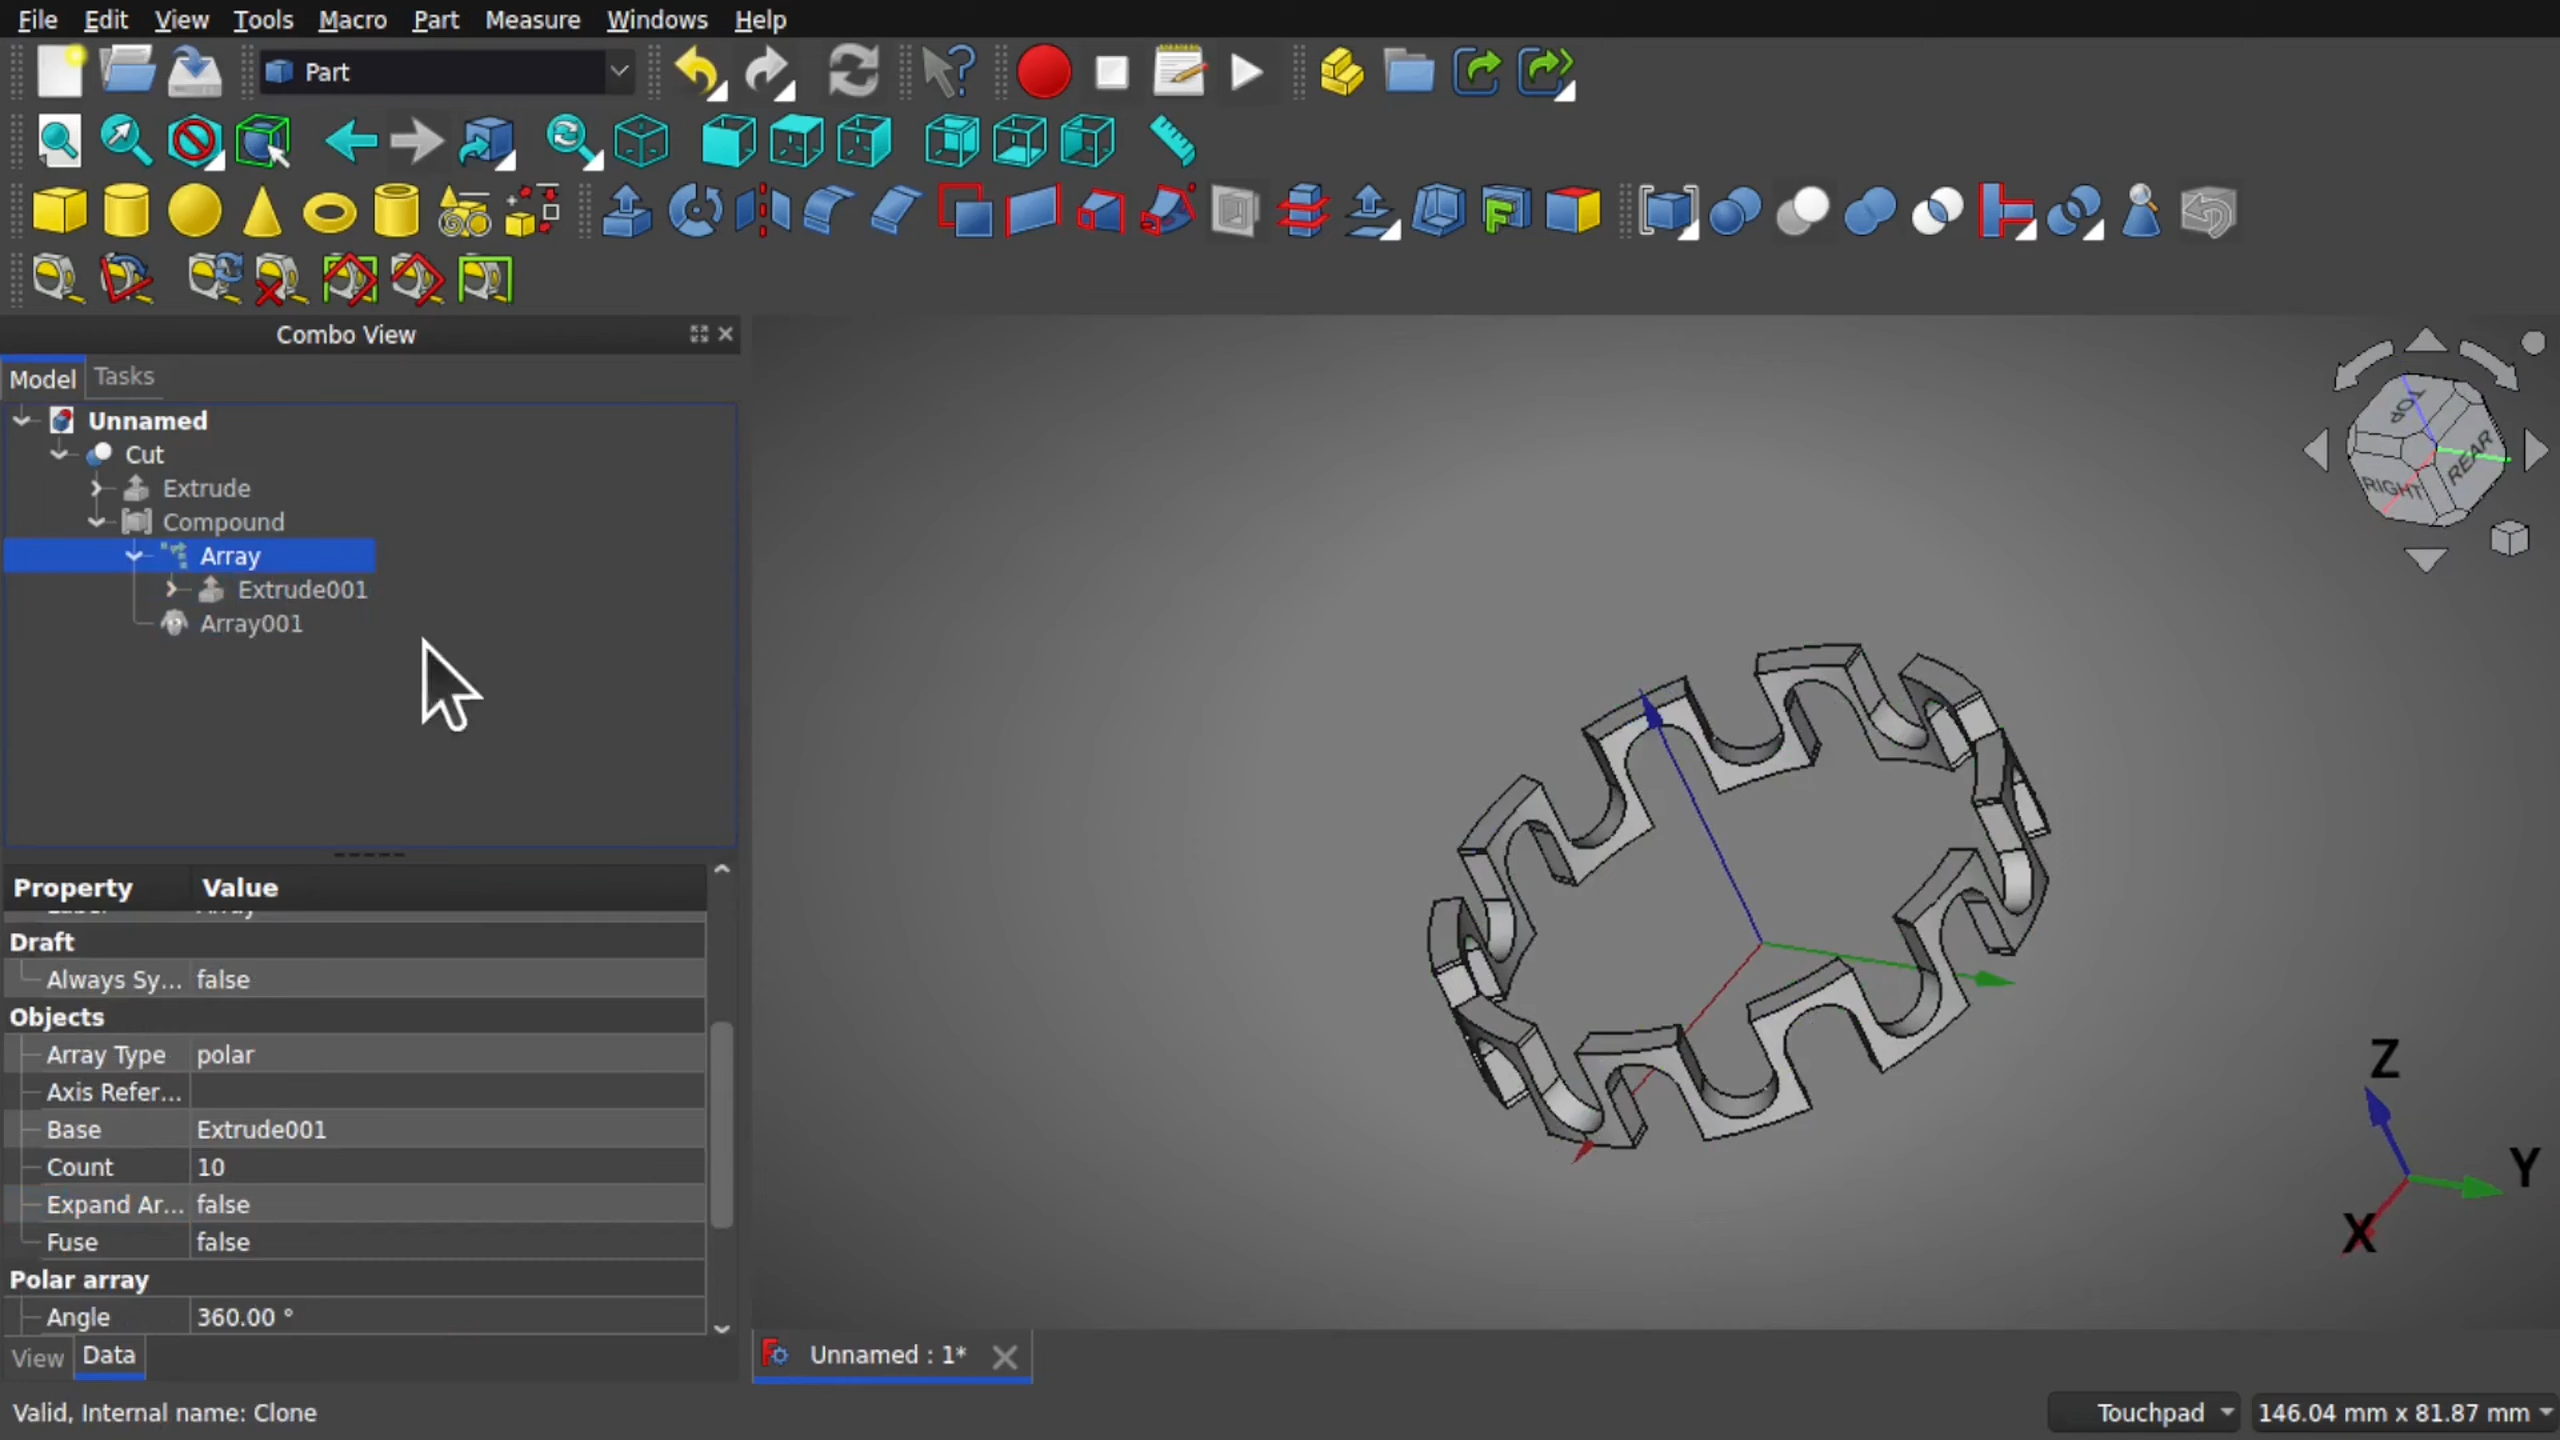 File Edit View Tools Macro Part Measure Windows Help
Part
Combo View
Model Tasks
Unnamed
Cut
Extrude
Compound
Array
Extrude001
Array001
Property Value
Draft
Always Sy... false
Objects
Array Type polar
Axis Refer...
Base Extrude001
Count 10
Expand Ar... false
Fuse false
Polar array
Angle 360.00 °
View Data
TOP
REAR
RIGHT
Z
Y
X
Unnamed : 1*
Valid, Internal name: Clone
Touchpad 146.04 mm x 81.87 mm